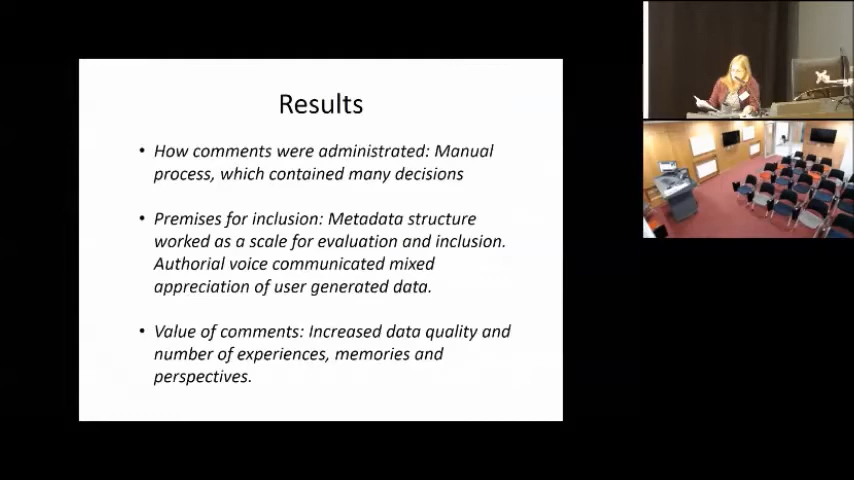 Results
• How comments were administrated: Manual
process, which contained many decisions
• Premises for inclusion: Metadata structure
worked as a scale for evaluation and inclusion.
Authorial voice communicated mixed
appreciation of user generated data.
• Value of comments: Increased data quality and
number of experiences, memories and
perspectives.